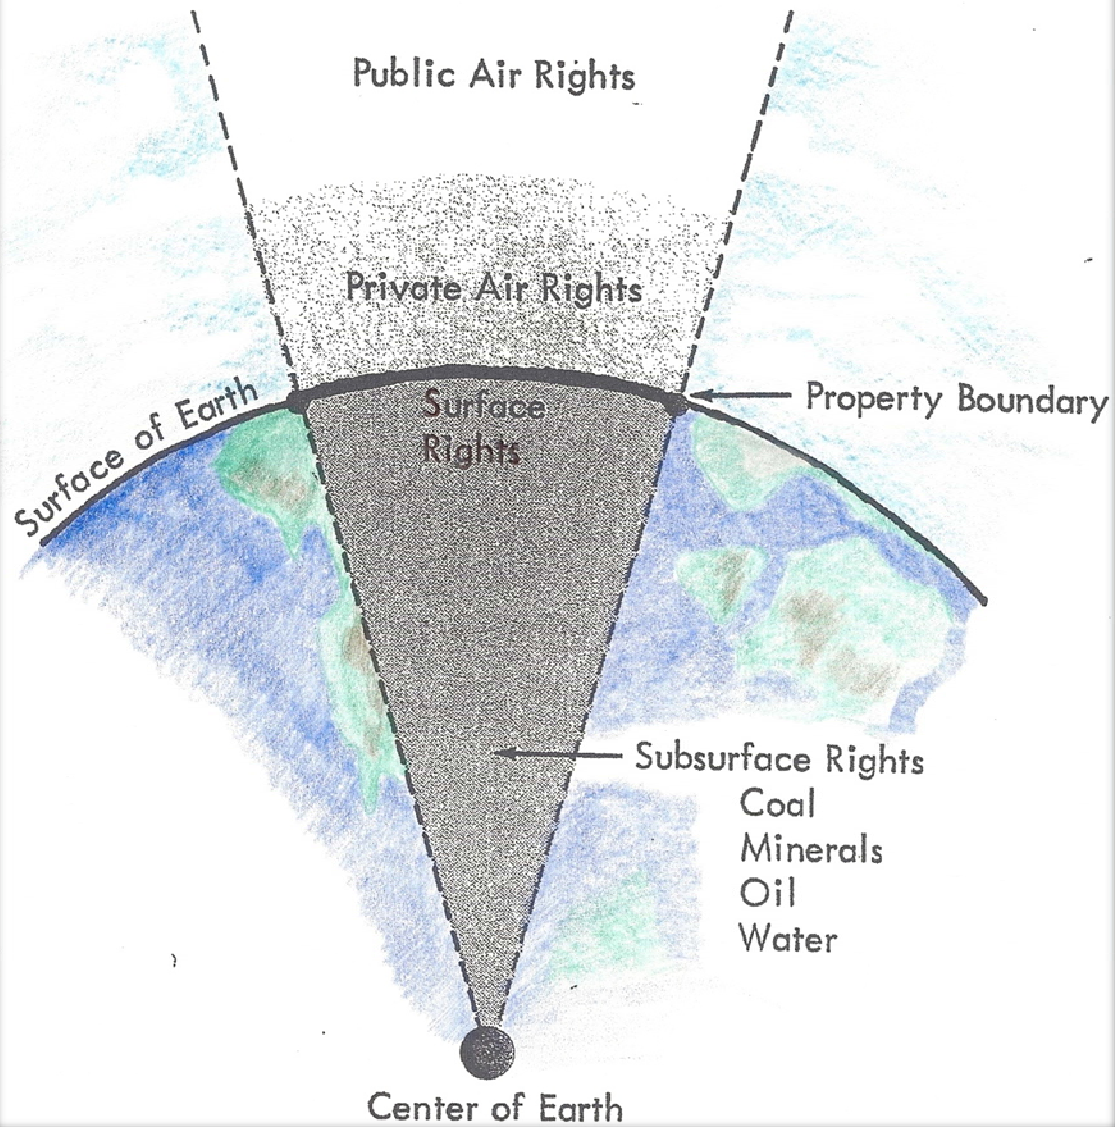 Public Air Rights
Private Air Rights
Surface of Earth
Surface
Rights
Property Boundary
Subsurface Rights
Coal
Minerals
Oil
Water
Center of Earth